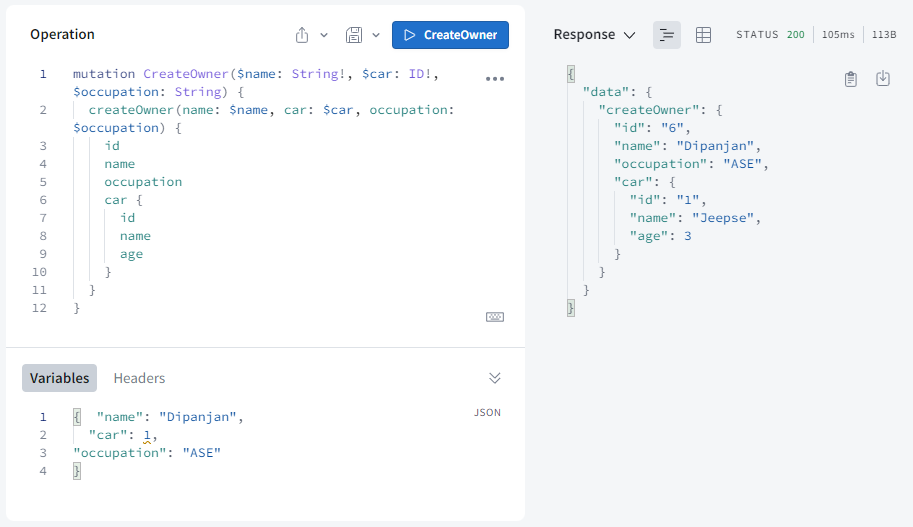 Operation
CreateOwner
1 mutation CreateOwner($name: String!, $car: ID!,
$occupation: String) {
2 createOwner(name: $name, car: $car, occupation:
$occupation) {
3 id
4 name
5 occupation
6 car {
7 id
8 name
9 age
10 }
11 }
12 }
Variables Headers
JSON
1 { "name": "Dipanjan",
2 "car": 1,
3 "occupation": "ASE"
4 }
Response STATUS 200 105ms 113B
{
"data": {
"createOwner": {
"id": "6",
"name": "Dipanjan",
"occupation": "ASE",
"car": {
"id": "1",
"name": "Jeepse",
"age": 3
}
}
}
}